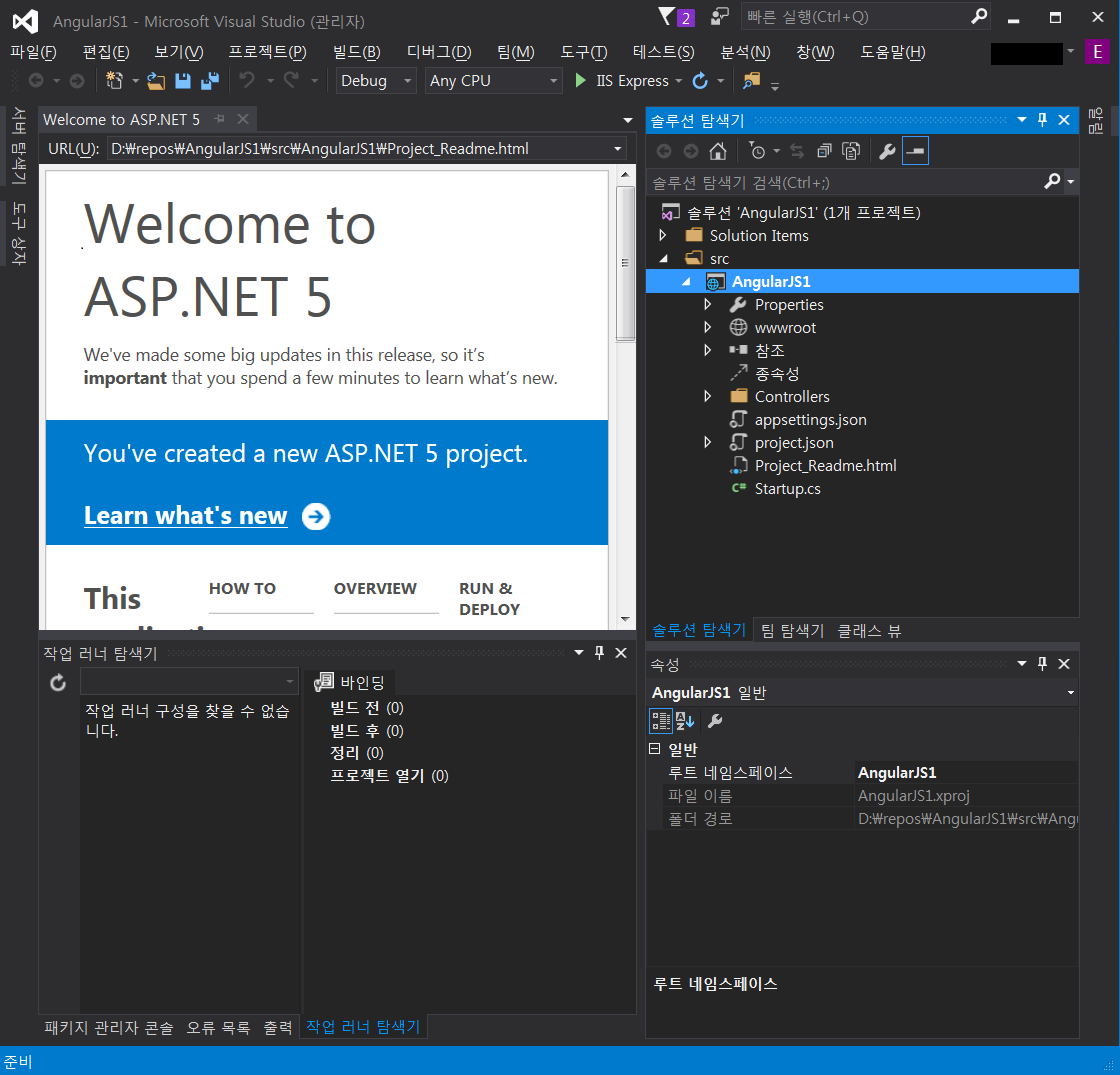 AngularJS1 - Microsoft Visual Studio (관리자)
2
빠른 실행(Ctrl+Q)
파일(F) 편집(E) 보기(V) 프로젝트(P) 빌드(B) 디버그(D) 팀(M) 도구(T) 테스트(S) 분석(N) 창(W) 도움말(H)
E
Debug Any CPU IIS Express
서버 탐색기
도구 상자
Welcome to ASP.NET 5
URL(U): D:₩repos₩AngularJS1₩src₩AngularJS1₩Project_Readme.html
Welcome to
ASP.NET 5
We've made some big updates in this release, so it’s
important that you spend a few minutes to learn what’s new.
You've created a new ASP.NET 5 project.
Learn what's new
This
HOW TO
OVERVIEW
RUN &
DEPLOY
작업 러너 탐색기
작업 러너 구성을 찾을 수 없습
니다.
바인딩
빌드 전 (0)
빌드 후 (0)
정리 (0)
프로젝트 열기 (0)
패키지 관리자 콘솔 오류 목록 출력 작업 러너 탐색기
솔루션 탐색기
솔루션 탐색기 검색(Ctrl+;)
솔루션 'AngularJS1' (1개 프로젝트)
Solution Items
src
AngularJS1
Properties
wwwroot
참조
종속성
Controllers
appsettings.json
project.json
Project_Readme.html
C# Startup.cs
솔루션 탐색기 팀 탐색기 클래스 뷰
속성
AngularJS1 일반
일반
루트 네임스페이스 AngularJS1
파일 이름 AngularJS1.xproj
폴더 경로 D:₩repos₩AngularJS1₩src₩Angu
루트 네임스페이스
알림
준비